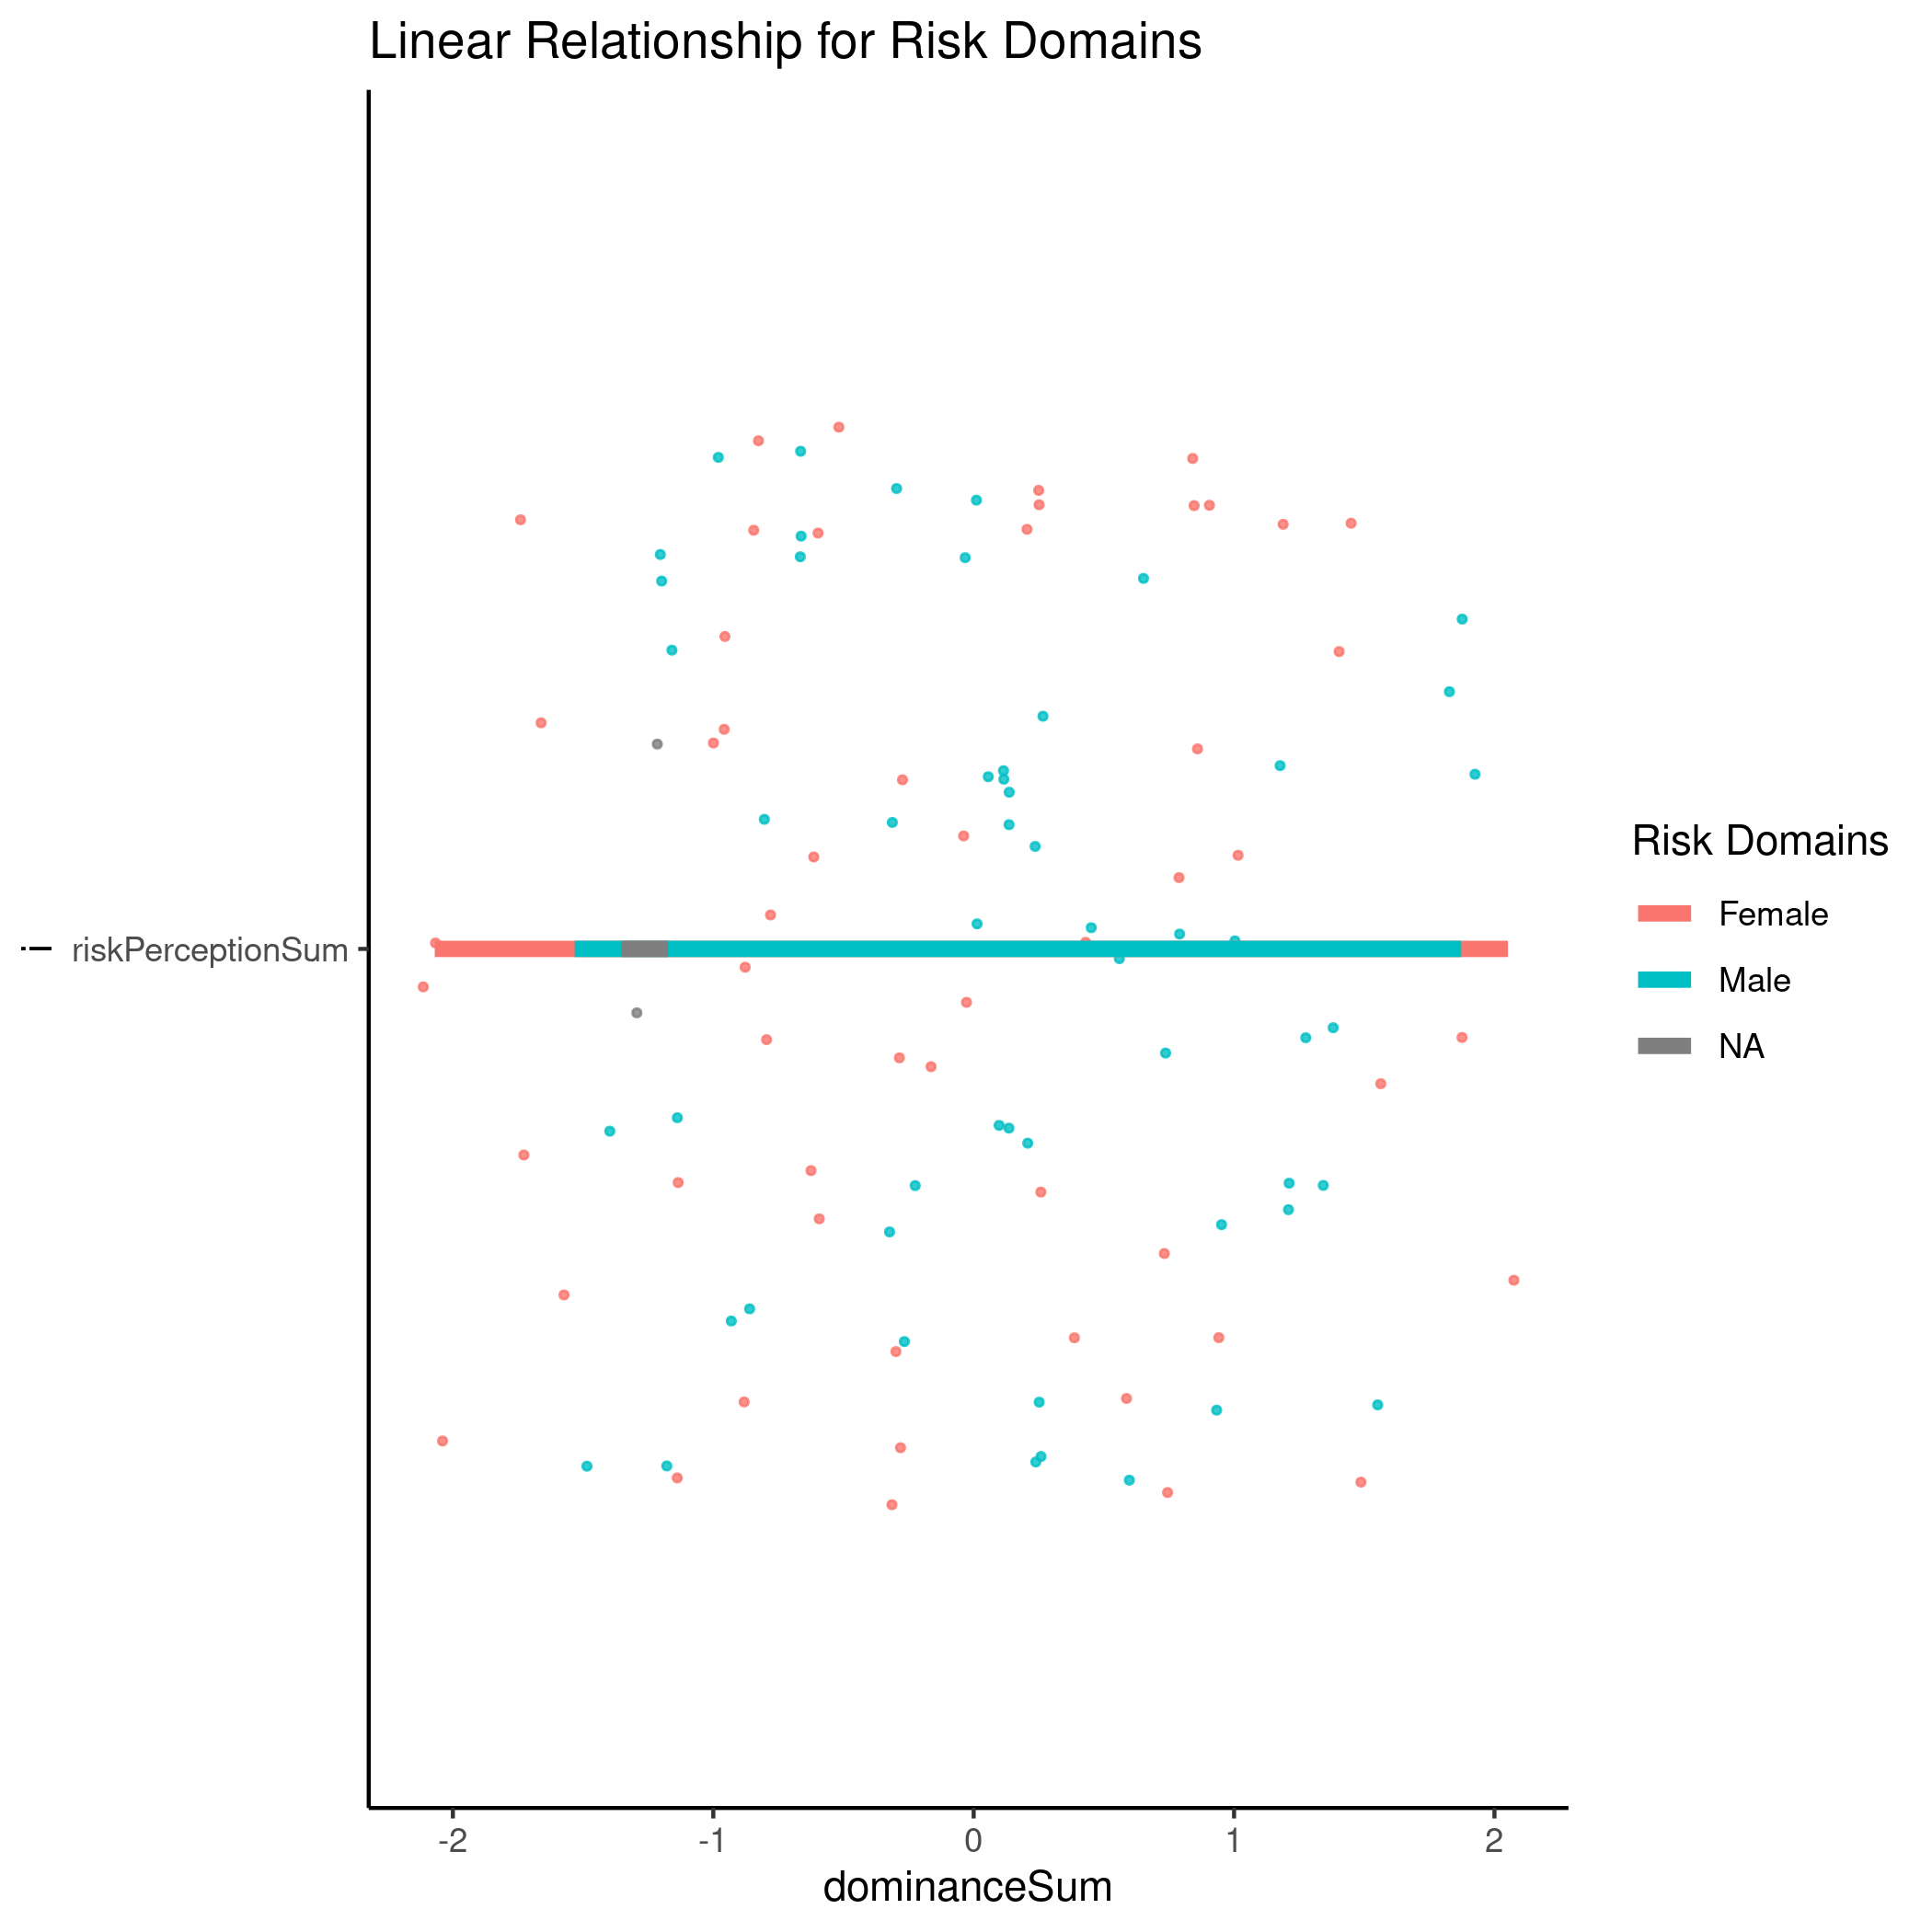 Linear Relationship for Risk Domains
riskPerceptionSum
Risk Domains
Female
Male
NA
-2 -1 0 1 2
dominanceSum